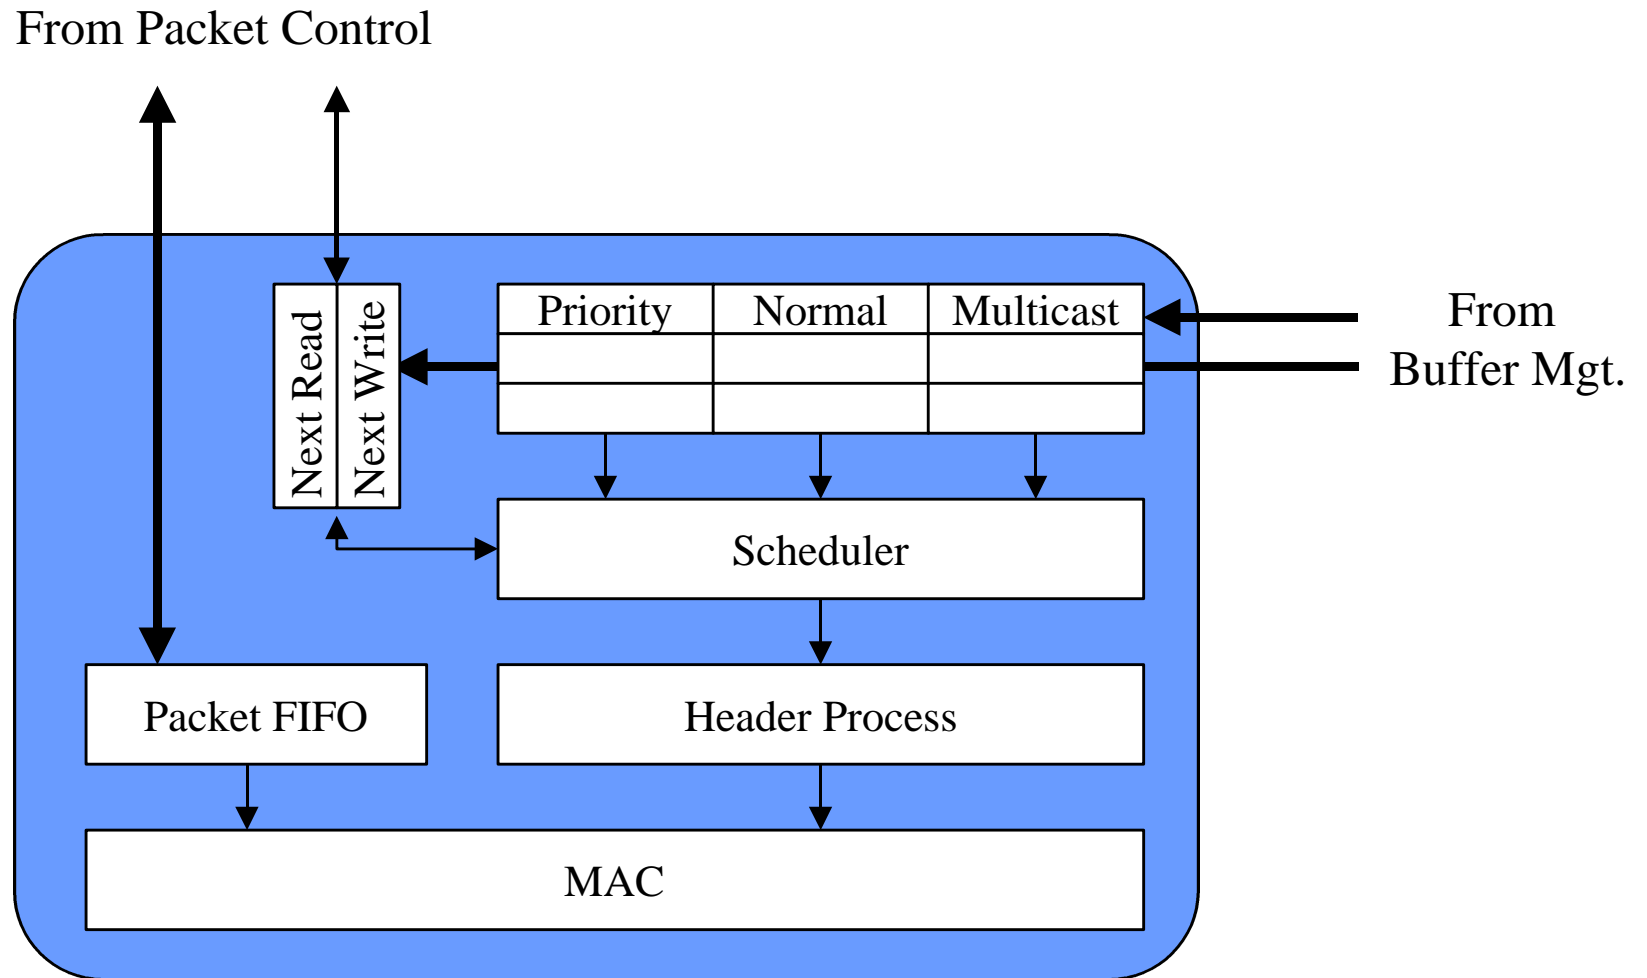 From Packet Control
Next Read
Next Write
Priority
Normal
Multicast
From
Buffer Mgt.
Scheduler
Packet FIFO
Header Process
MAC